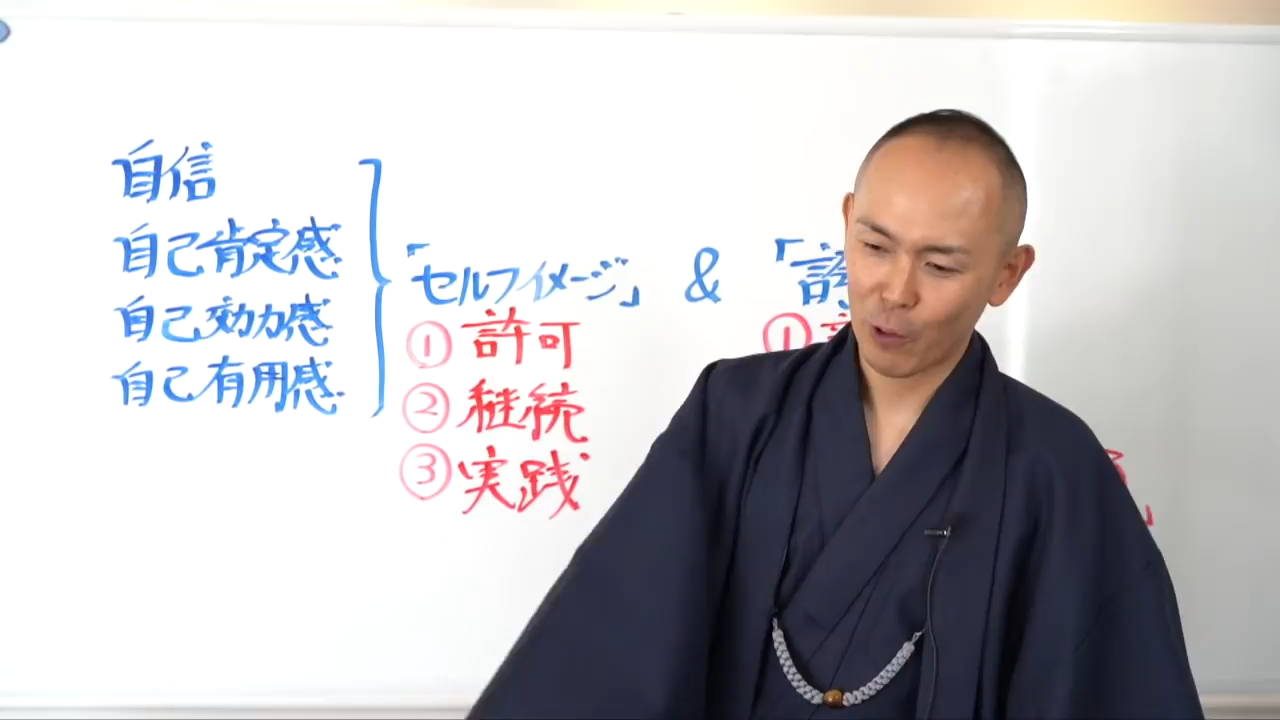 自信
自己肯定感
自己効力感
自己有用感
「セルフイメージ」 & 「
① 許可
② 継続
③ 実践
①